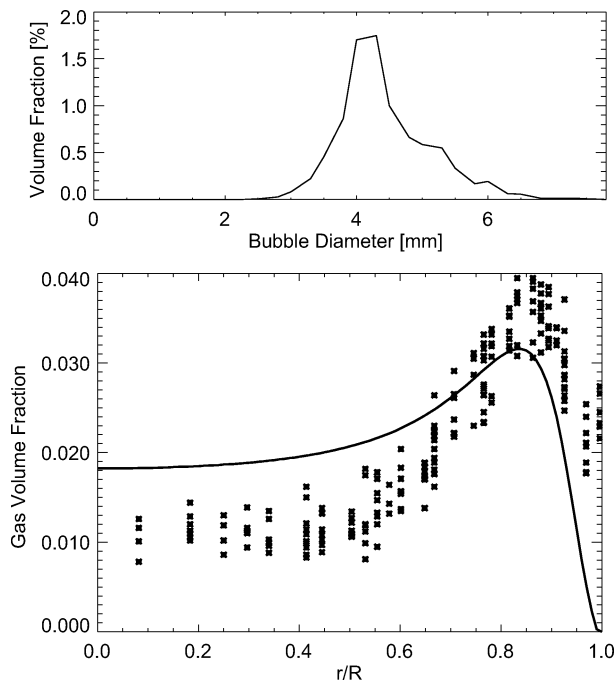 2.0
1.5
1.0
0.5
0.0
Volume Fraction [%]
0 2 4 6
Bubble Diameter [mm]
0.040
0.030
0.020
0.010
0.000
Gas Volume Fraction
0.0 0.2 0.4 0.6 0.8 1.0
r/R